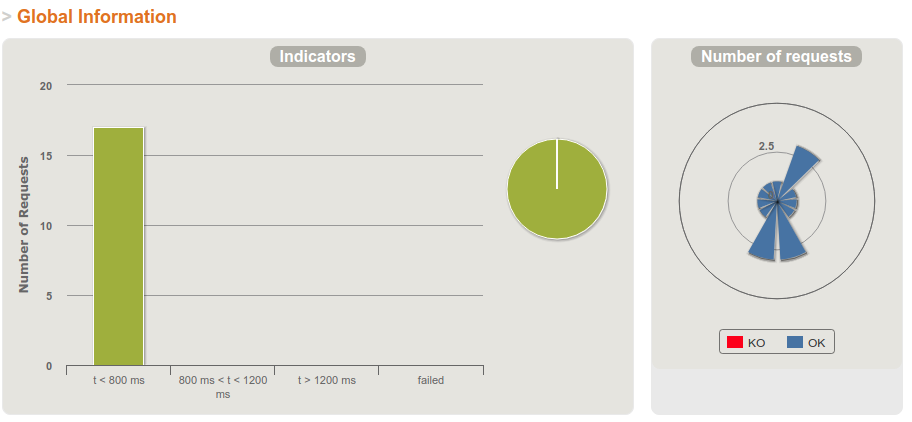 > Global Information
Indicators
Number of requests
20
15
10
5
0
Number of Requests
t < 800 ms
800 ms < t < 1200
ms
t > 1200 ms
failed
2.5
KO
OK